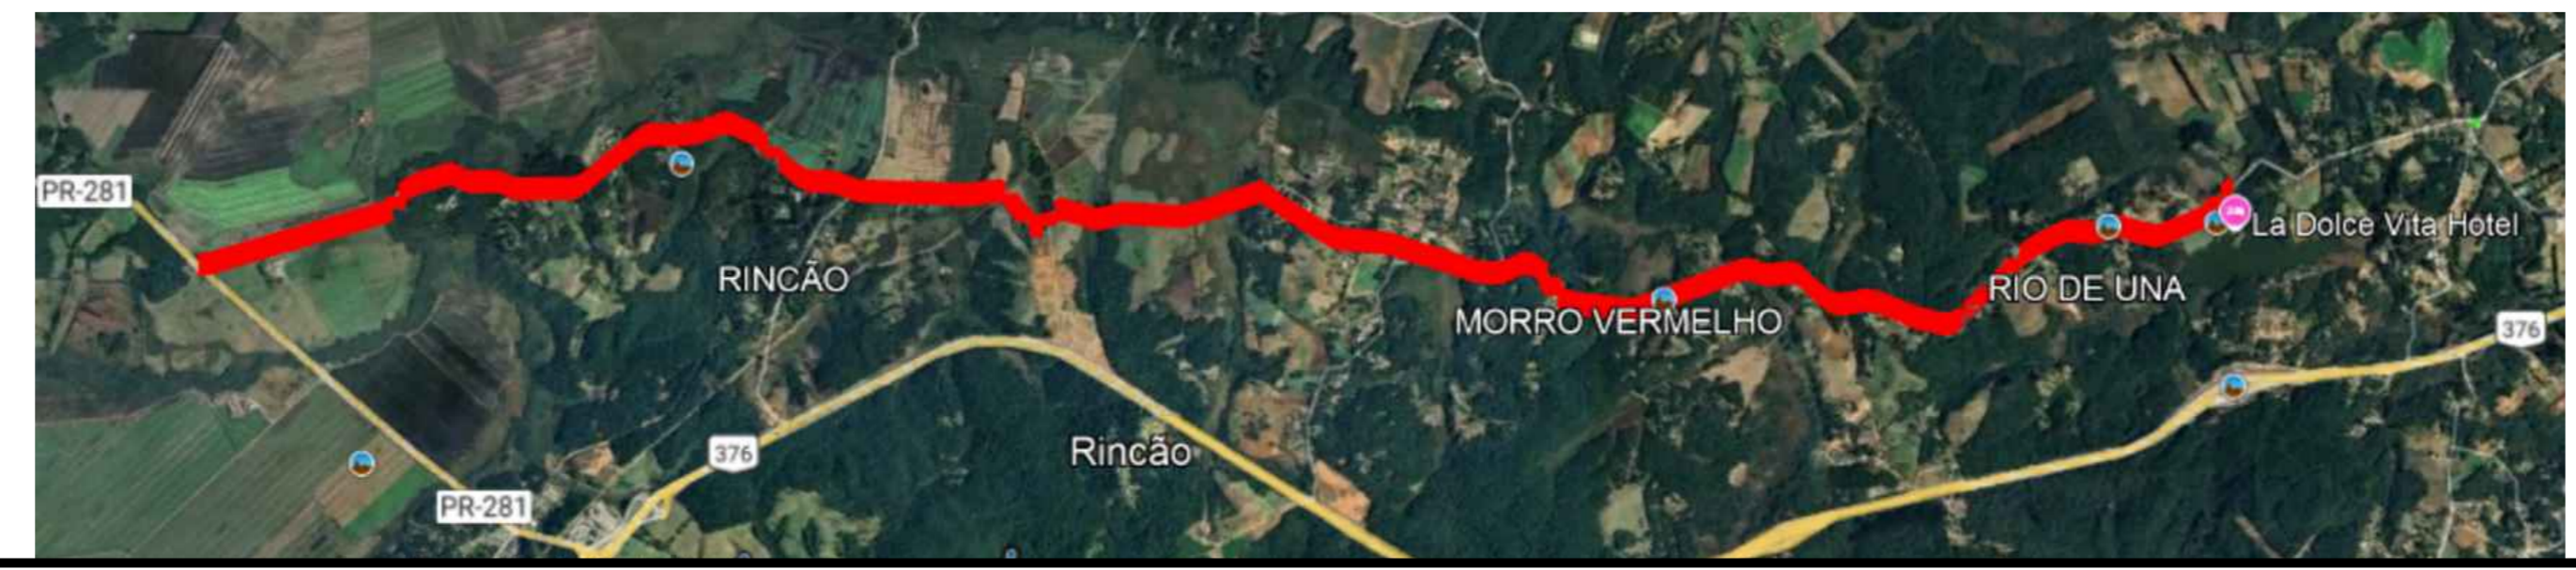 PR-281
La Dolce Vita Hotel
RINCÃO
RIO DE UNA
MORRO VERMELHO
376
376
Rincão
PR-281